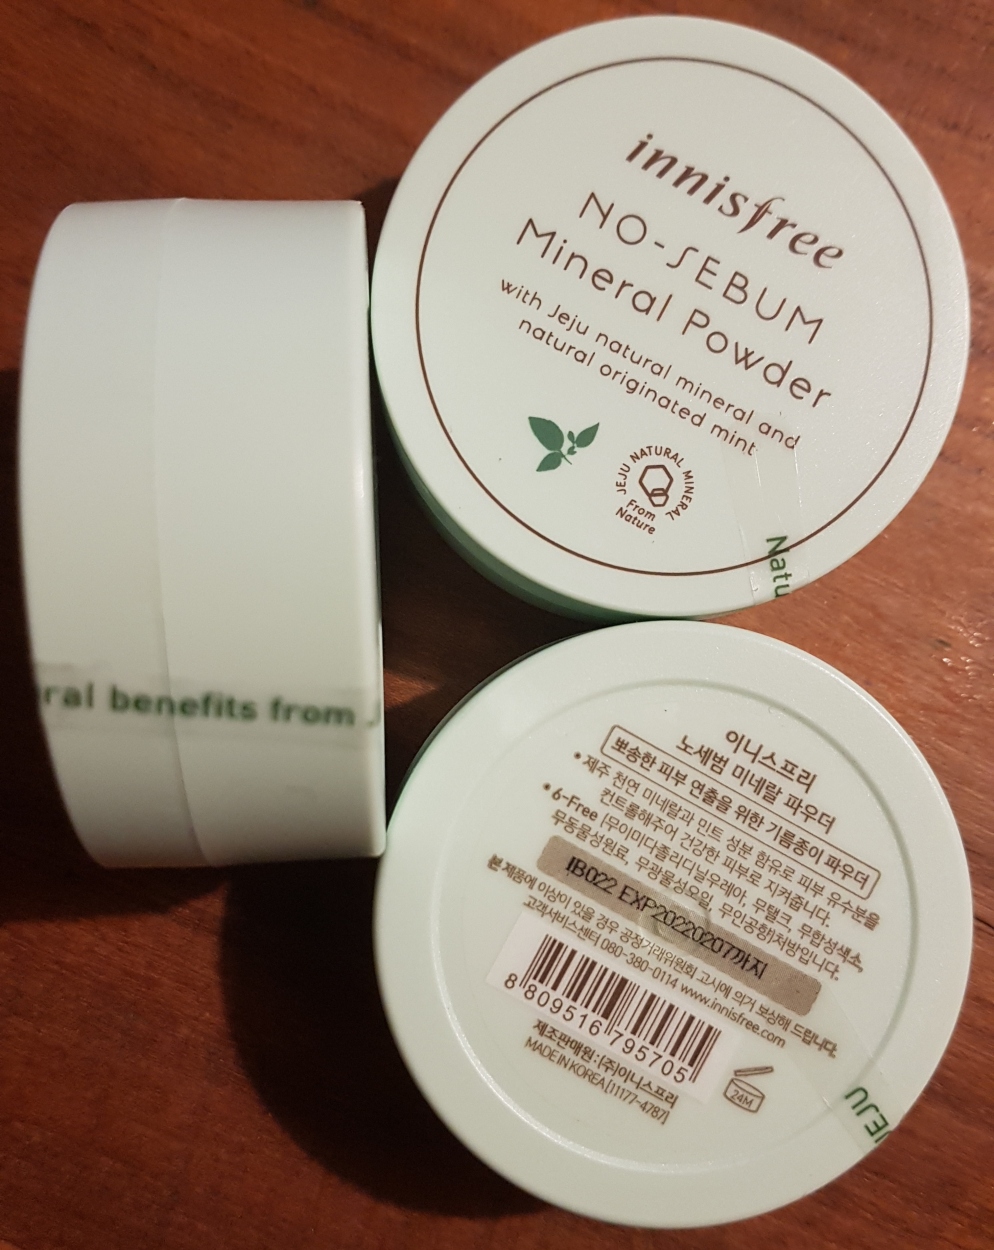 innisfree
NO-SEBUM
Mineral Powder
with Jeju natural mineral and
natural originated mint
JEJU NATURAL MINERAL
From
Nature
Natu
ral benefits from J
이니스프리
노세범 미네랄 파우더
뽀송한 피부 연출을 위한 기름종이 파우더
• 제주 천연 미네랄과 민트 성분 함유로 피부 유수분을
컨트롤해주어 건강한 피부로 지켜줍니다.
• 6-Free (무이미다졸리디닐우레아, 무탤크, 무합성색소,
무동물성원료, 무광물성오일, 무인공향)처방입니다.
IB022 EXP20220207까지
본 제품에 이상이 있을 경우 공정거래위원회 고시에 의거 보상해 드립니다.
고객서비스센터 080-380-0114 www.innisfree.com
8 809516 795705
제조판매원 : (주)이니스프리
MADE IN KOREA [11177-4787]
24M
JEJU